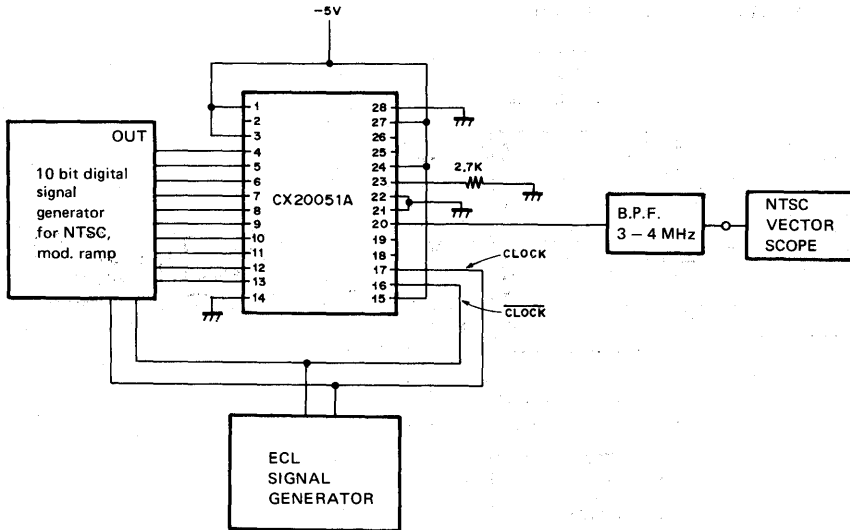 −5V
OUT
10 bit digital
signal
generator
for NTSC,
mod. ramp
1
2
3
4
5
6
7
8
9
10
11
12
13
14
CX20051A
28
27
26
25
24
23
22
21
20
19
18
17
16
15
2.7K
CLOCK
CLOCK
B.P.F.
3 – 4 MHz
NTSC
VECTOR
SCOPE
ECL
SIGNAL
GENERATOR